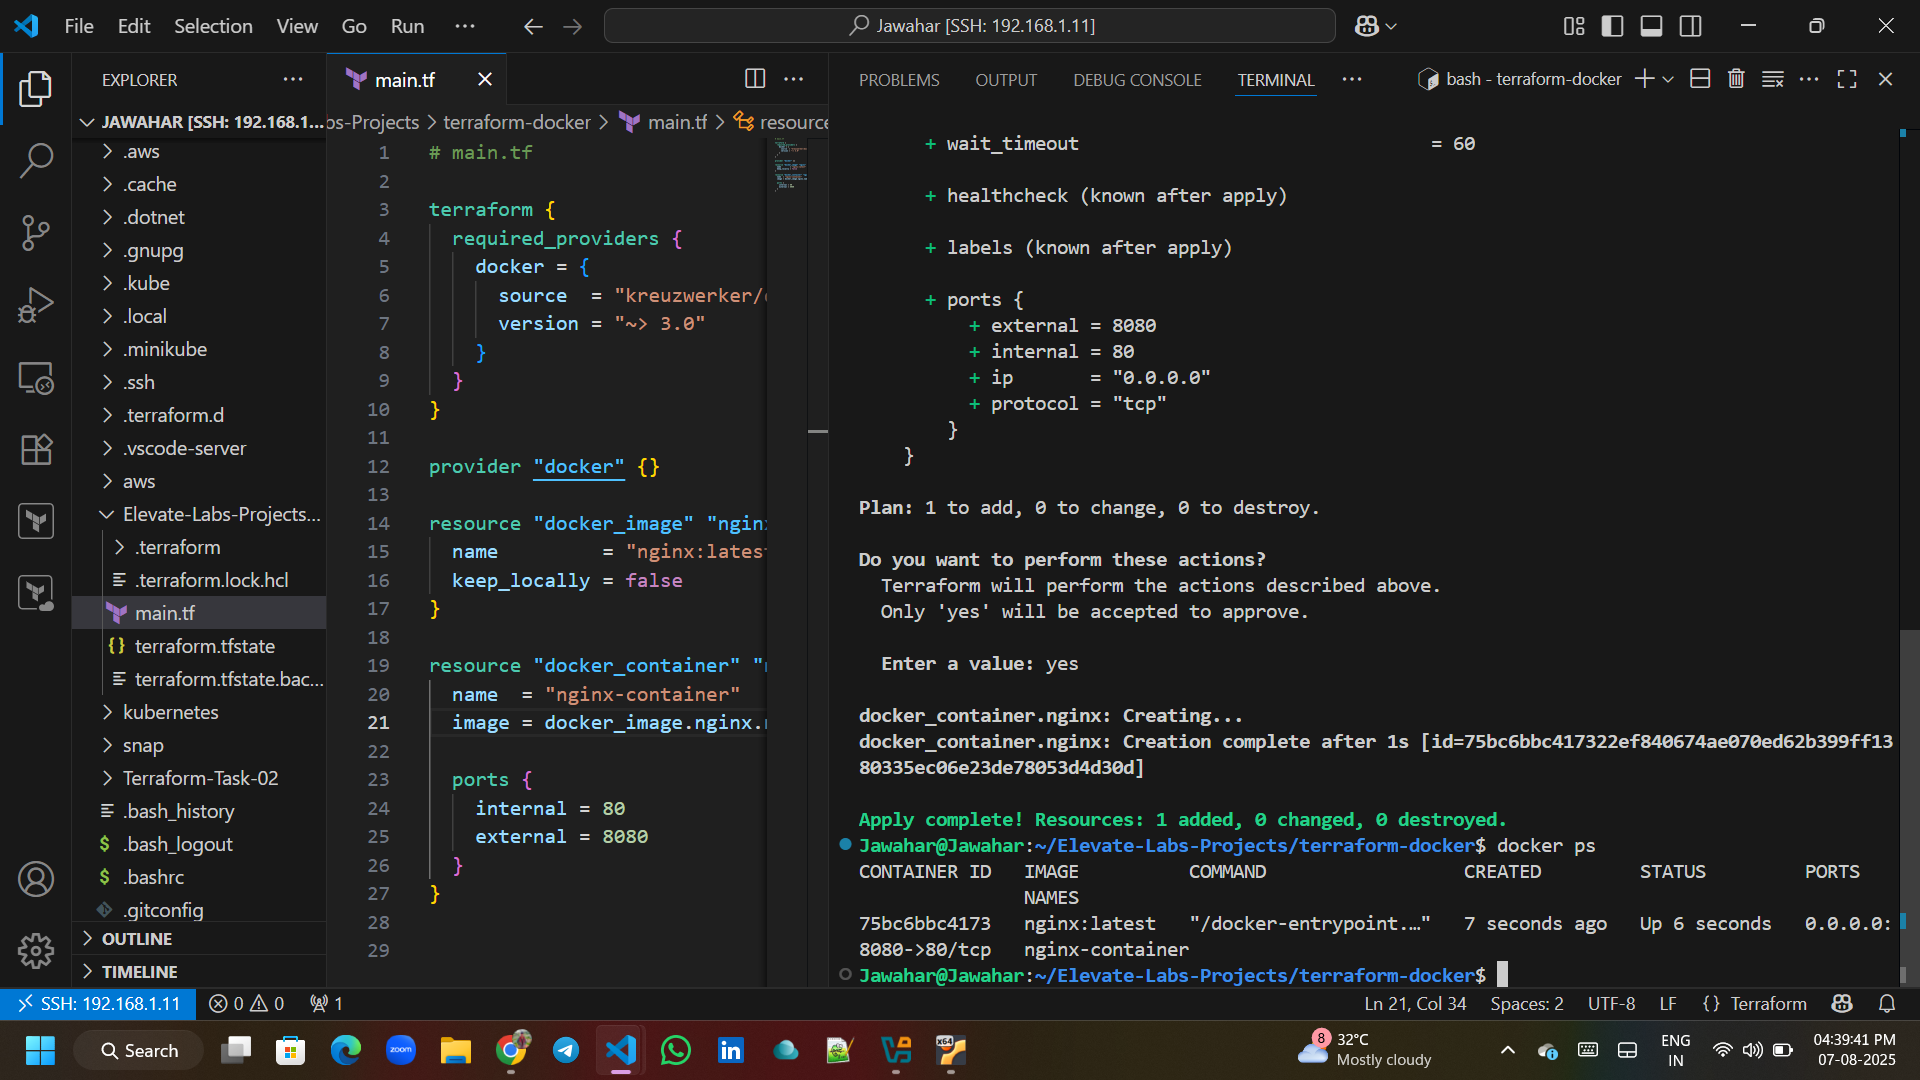 File Edit Selection View Go Run ···
Jawahar [SSH: 192.168.1.11]
EXPLORER ···
JAWAHAR [SSH: 192.168.1...
.aws
.cache
.dotnet
.gnupg
.kube
.local
.minikube
.ssh
.terraform.d
.vscode-server
aws
Elevate-Labs-Projects...
.terraform
.terraform.lock.hcl
main.tf
terraform.tfstate
terraform.tfstate.bac...
kubernetes
snap
Terraform-Task-02
.bash_history
.bash_logout
.bashrc
.gitconfig
OUTLINE
TIMELINE
main.tf
bs-Projects > terraform-docker > main.tf > resource
1 # main.tf
2
3 terraform {
4 required_providers {
5 docker = {
6 source = "kreuzwerker/
7 version = "~> 3.0"
8 }
9 }
10 }
11
12 provider "docker" {}
13
14 resource "docker_image" "nginx
15 name = "nginx:latest
16 keep_locally = false
17 }
18
19 resource "docker_container" "
20 name = "nginx-container"
21 image = docker_image.nginx.
22
23 ports {
24 internal = 80
25 external = 8080
26 }
27 }
28
29
PROBLEMS OUTPUT DEBUG CONSOLE TERMINAL ··· bash - terraform-docker
+ wait_timeout = 60
+ healthcheck (known after apply)
+ labels (known after apply)
+ ports {
+ external = 8080
+ internal = 80
+ ip = "0.0.0.0"
+ protocol = "tcp"
}
}
Plan: 1 to add, 0 to change, 0 to destroy.
Do you want to perform these actions?
Terraform will perform the actions described above.
Only 'yes' will be accepted to approve.
Enter a value: yes
docker_container.nginx: Creating...
docker_container.nginx: Creation complete after 1s [id=75bc6bbc417322ef840674ae070ed62b399ff13
80335ec06e23de78053d4d30d]
Apply complete! Resources: 1 added, 0 changed, 0 destroyed.
Jawahar@Jawahar:~/Elevate-Labs-Projects/terraform-docker$ docker ps
CONTAINER ID IMAGE COMMAND CREATED STATUS PORTS
NAMES
75bc6bbc4173 nginx:latest "/docker-entrypoint.…" 7 seconds ago Up 6 seconds 0.0.0.0:
8080->80/tcp nginx-container
Jawahar@Jawahar:~/Elevate-Labs-Projects/terraform-docker$
SSH: 192.168.1.11 0 0 1 Ln 21, Col 34 Spaces: 2 UTF-8 LF {} Terraform
Search
zoom
in
x64
8
32°C
Mostly cloudy
ENG
IN
04:39:41 PM
07-08-2025